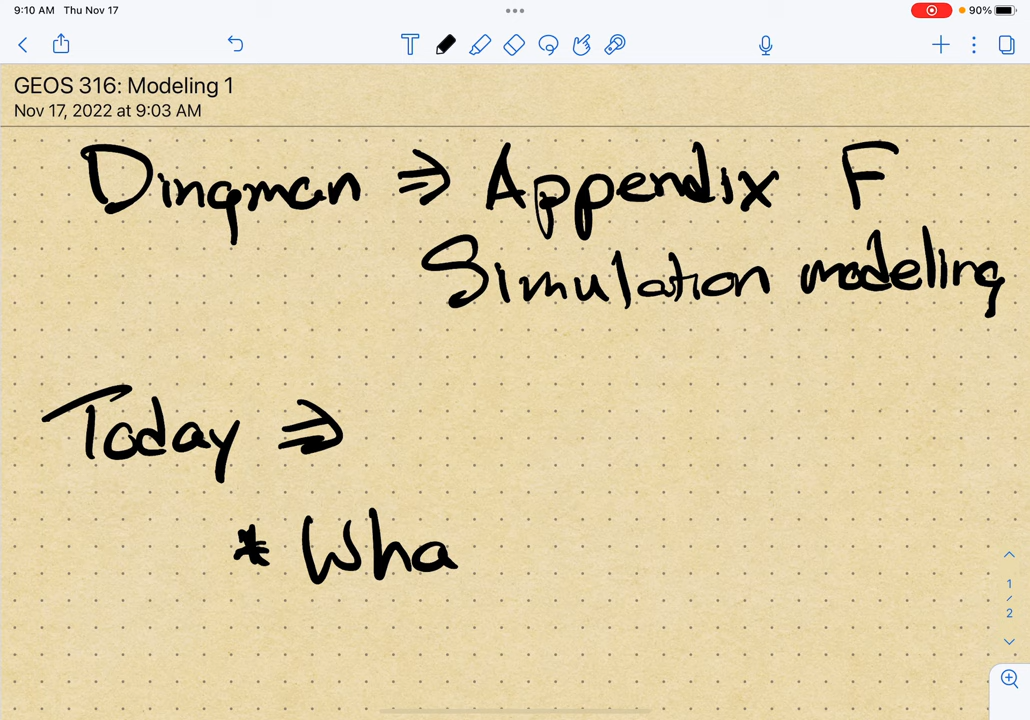 9:10 AM Thu Nov 17
90%
GEOS 316: Modeling 1
Nov 17, 2022 at 9:03 AM
Dingman ⇒ Appendix F
Simulation modeling
Today ⇒
* Wha
1
/
2